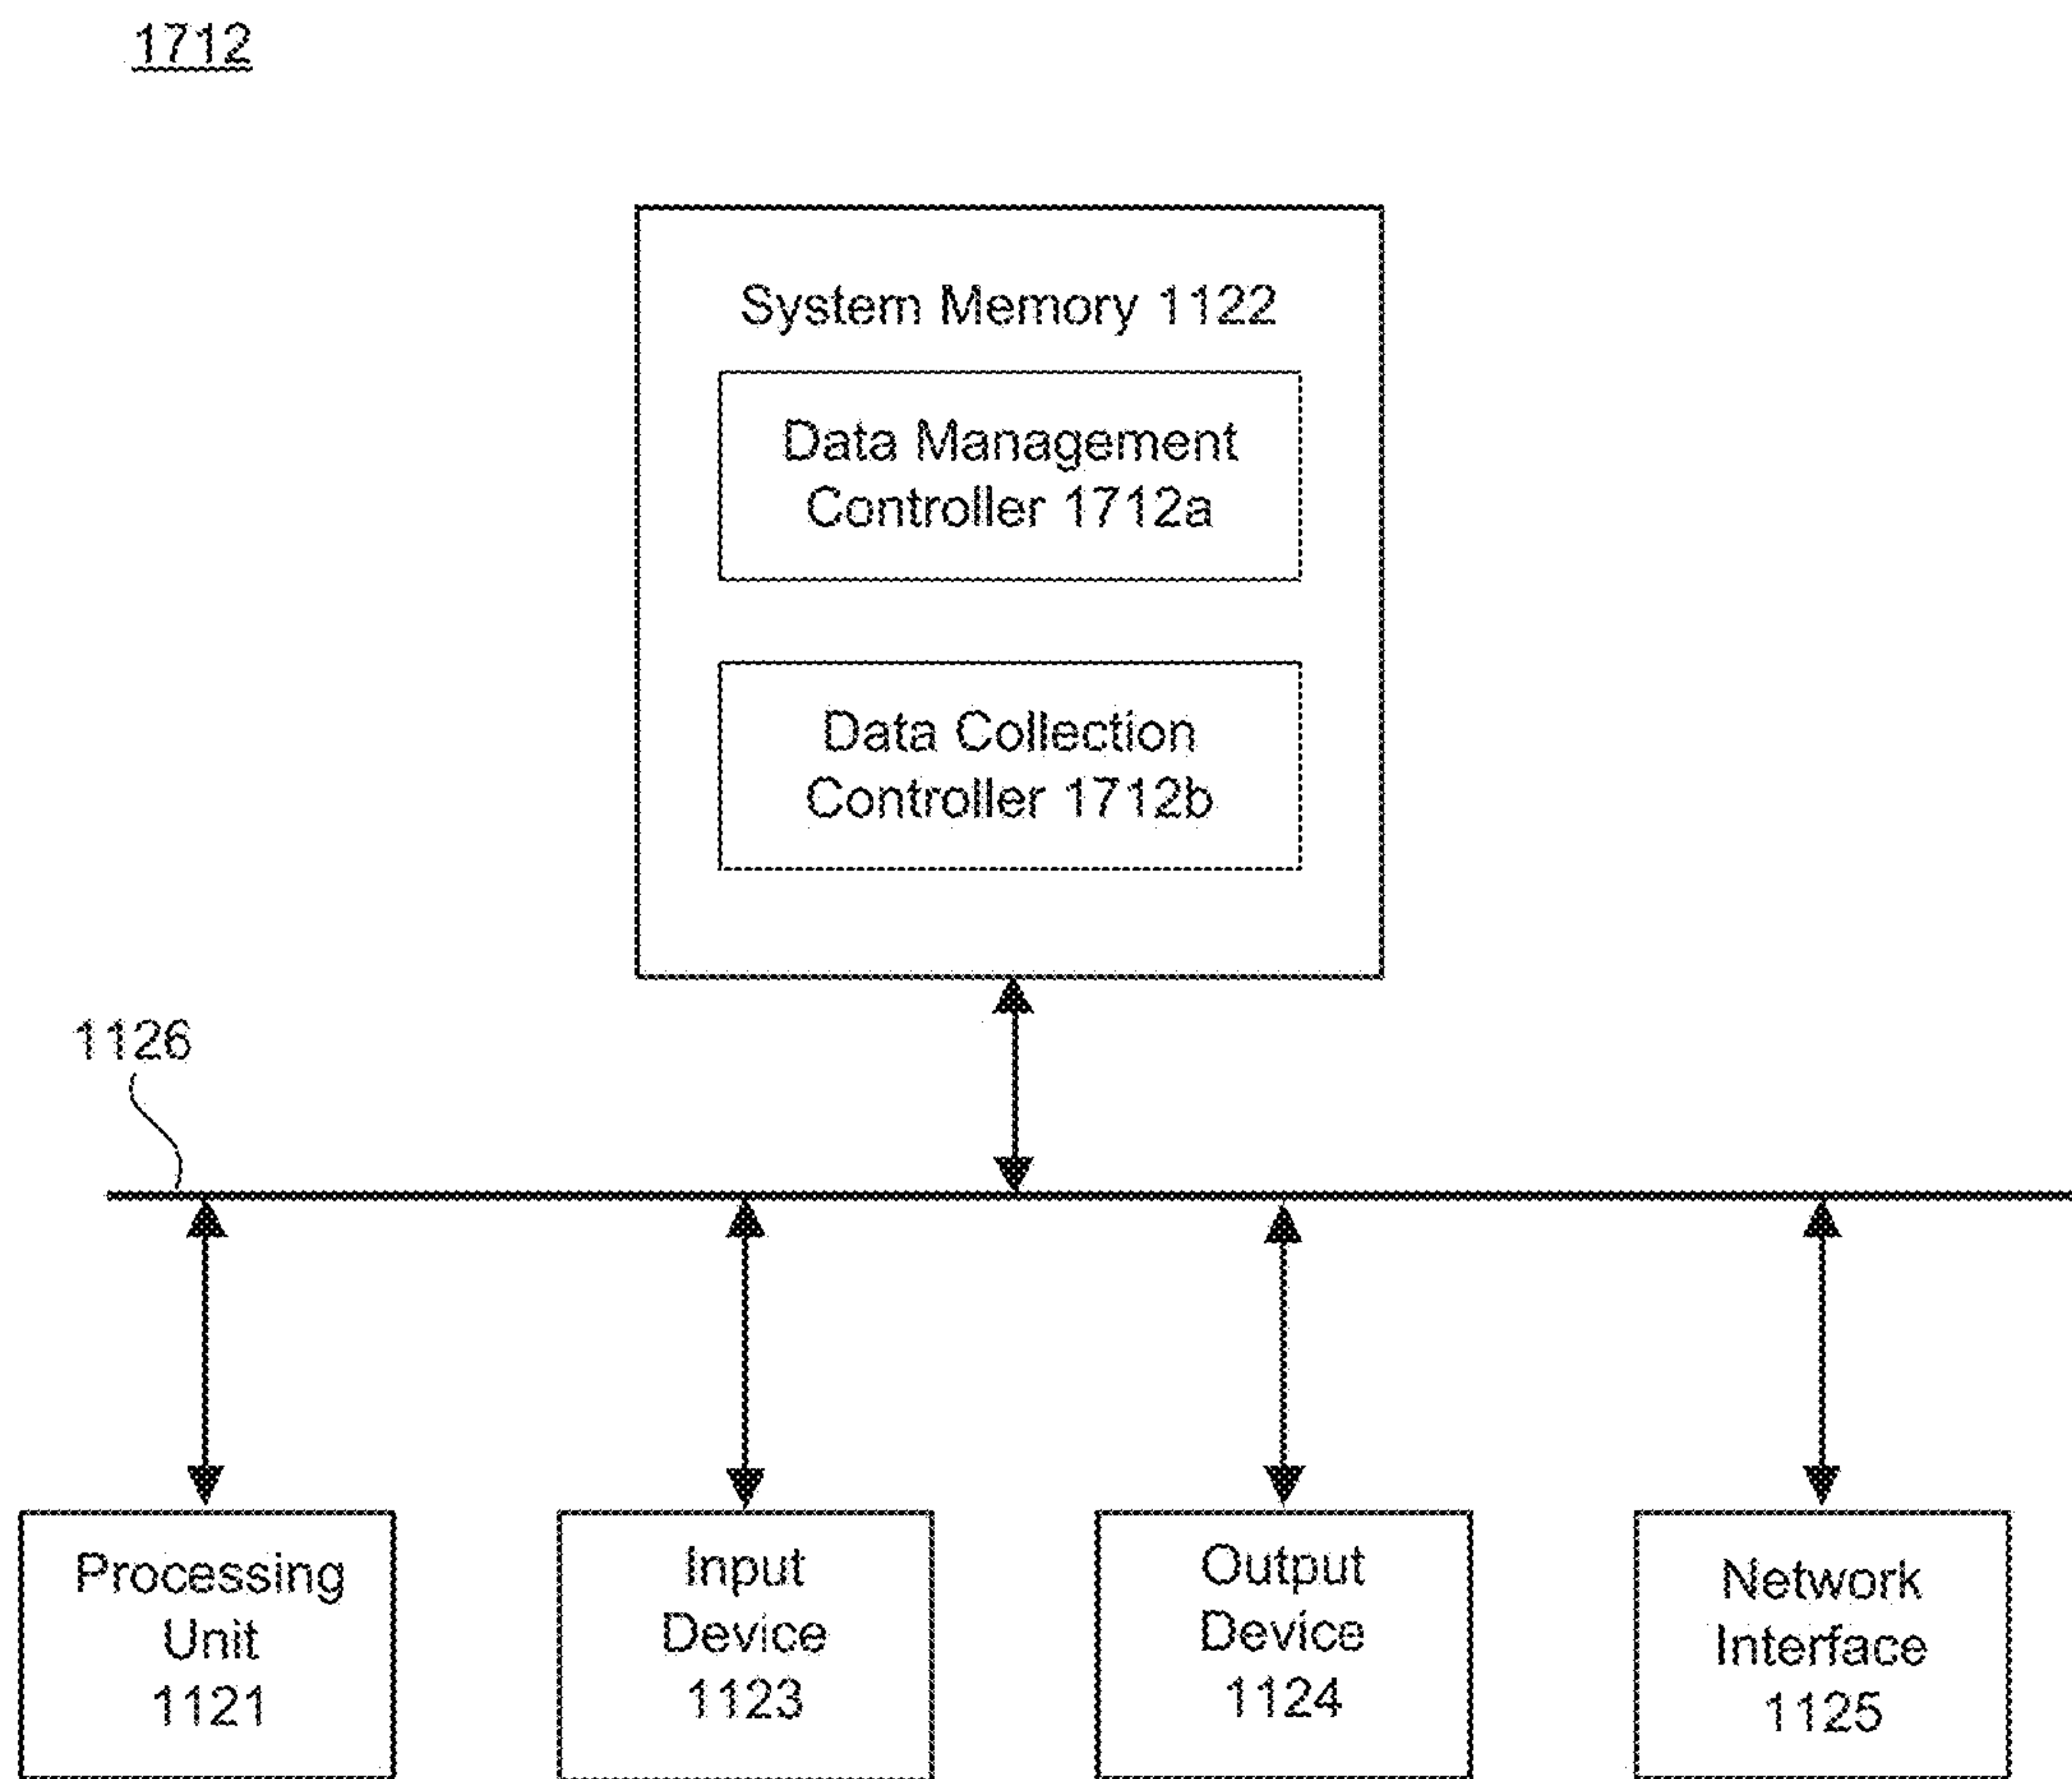 1712
System Memory 1122
Data Management
Controller 1712a
Data Collection
Controller 1712b
1126
Processing
Unit
1121
Input
Device
1123
Output
Device
1124
Network
Interface
1125